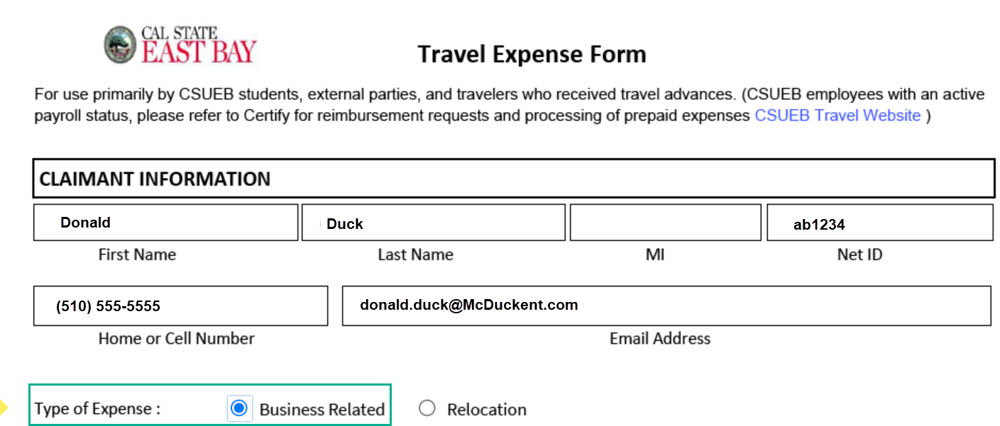 CAL STATE
EAST BAY
Travel Expense Form
For use primarily by CSUEB students, external parties, and travelers who received travel advances. (CSUEB employees with an active
payroll status, please refer to Certify for reimbursement requests and processing of prepaid expenses CSUEB Travel Website )
CLAIMANT INFORMATION
Donald Duck ab1234
First Name Last Name MI Net ID
(510) 555-5555 donald.duck@McDuckent.com
Home or Cell Number Email Address
Type of Expense : Business Related Relocation